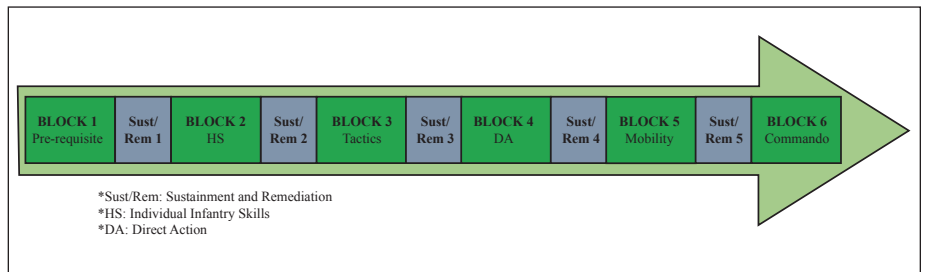 BLOCK 1
Pre-requisite
Sust/
Rem 1
BLOCK 2
HS
Sust/
Rem 2
BLOCK 3
Tactics
Sust/
Rem 3
BLOCK 4
DA
Sust/
Rem 4
BLOCK 5
Mobility
Sust/
Rem 5
BLOCK 6
Commando
*Sust/Rem: Sustainment and Remediation
*HS: Individual Infantry Skills
*DA: Direct Action